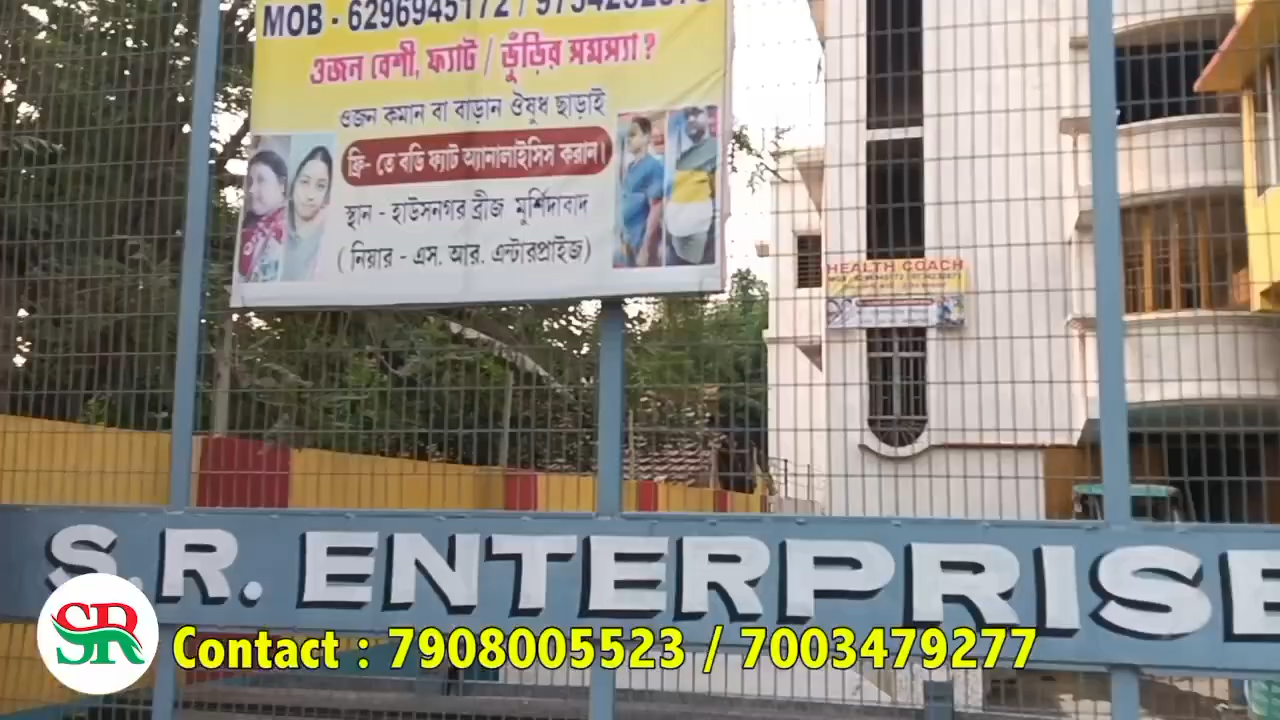 MOB - 6296945172 /
ওজন বেশী, ফ্যাট / ভুঁড়ির সমস্যা ?
ওজন কমান বা বাড়ান ঔষুধ ছাড়াই
ফ্রি- তে বডি ফ্যাট অ্যানালাইসিস করান।
স্থান - হাউসনগর ব্রীজ মুর্শিদাবাদ
( নিয়ার - এস. আর. এন্টারপ্রাইজ)
HEALTH COACH
S.R. ENTERPRISE
SR
Contact : 7908005523 / 7003479277